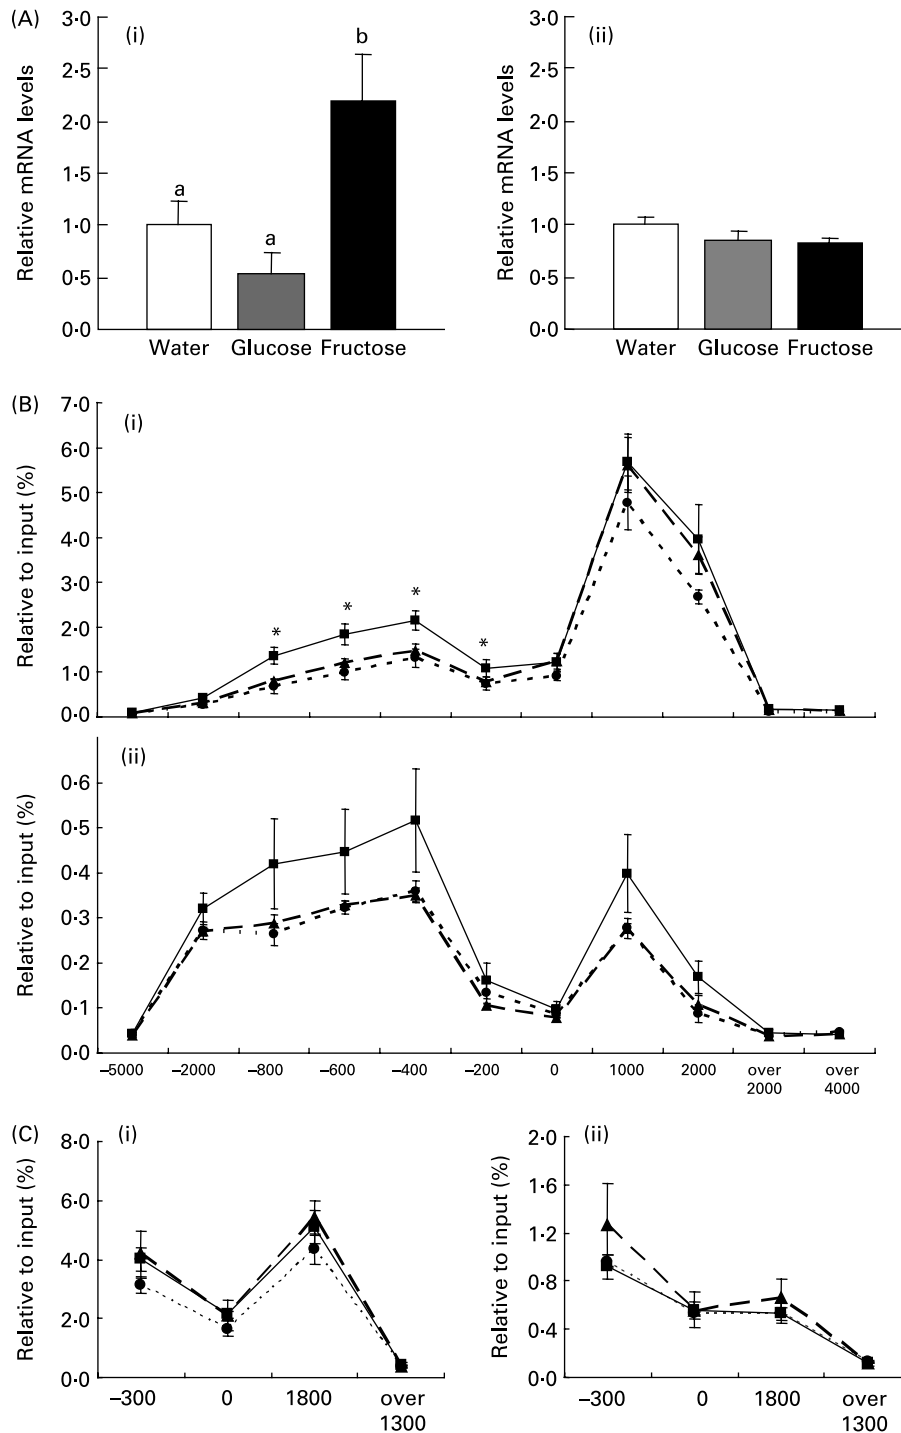 (A)
(i)
3·0
2·5
2·0
1·5
1·0
0·5
0·0
Relative mRNA levels
a
a
b
Water Glucose Fructose
(ii)
3·0
2·5
2·0
1·5
1·0
0·5
0·0
Relative mRNA levels
Water Glucose Fructose
(B)
(i)
7·0
6·0
5·0
4·0
3·0
2·0
1·0
0·0
Relative to input (%)
* * * *
(ii)
0·6
0·5
0·4
0·3
0·2
0·1
0·0
Relative to input (%)
–5000 –2000 –800 –600 –400 –200 0 1000 2000 over 2000 over 4000
(C)
(i)
8·0
6·0
4·0
2·0
0·0
Relative to input (%)
–300 0 1800 over
1300
(ii)
2·0
1·6
1·2
0·8
0·4
0·0
Relative to input (%)
–300 0 1800 over
1300